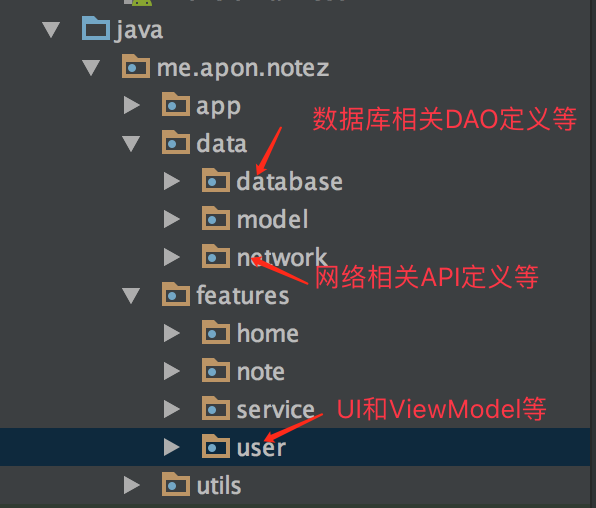 java
me.apon.notez
app
数据库相关DAO定义等
data
database
model
network
网络相关API定义等
features
home
note
service
UI和ViewModel等
user
utils